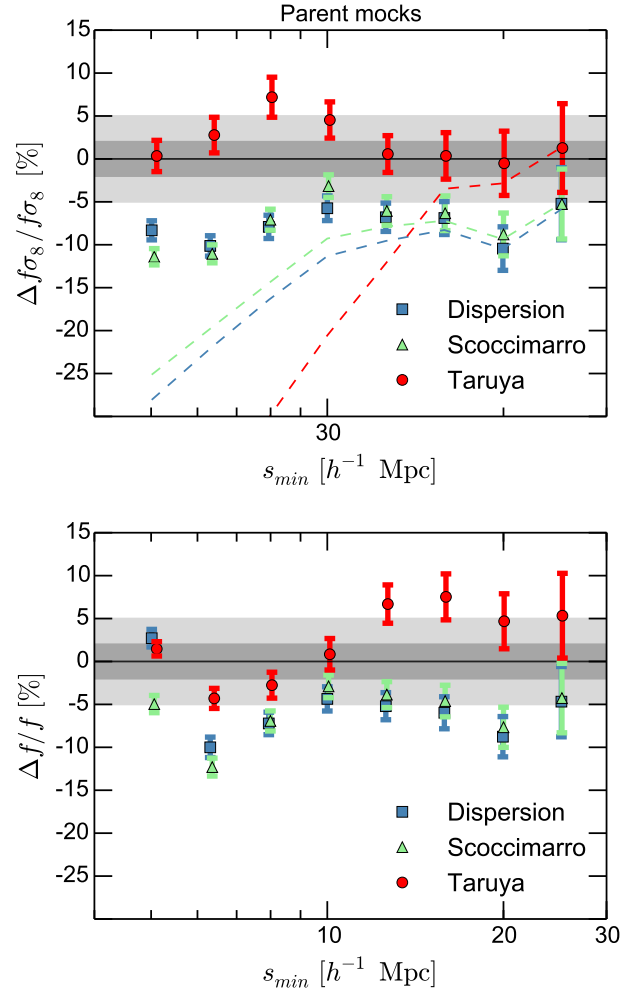 Parent mocks
15
10
5
0
-5
-10
-15
-20
-25
Δfσ₈/fσ₈ [%]
Dispersion
Scoccimarro
Taruya
30
s_min [h⁻¹ Mpc]
15
10
5
0
-5
-10
-15
-20
-25
Δf/f [%]
Dispersion
Scoccimarro
Taruya
10 20 30
s_min [h⁻¹ Mpc]